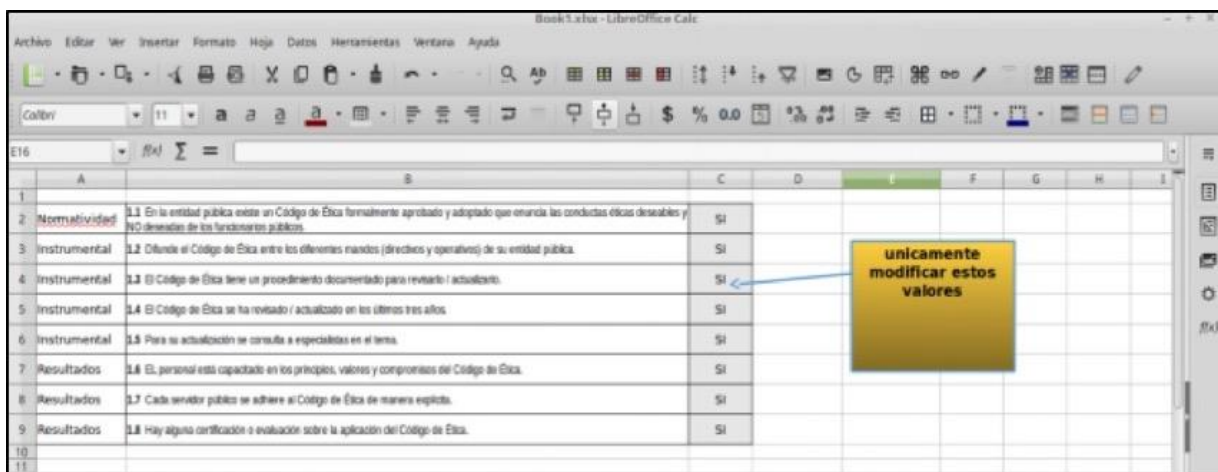 Book1.xlsx - LibreOffice Calc
Archivo Editar Ver Insertar Formato Hoja Datos Herramientas Ventana Ayuda
Calibri 11 a a a a $ % 0.0
E16 f(x) Σ =
A B C D E F G H I
1
2 Normatividad 1.1 En la entidad pública existe un Código de Ética formalmente aprobado y adoptado que enuncia las conductas éticas deseables y SI
NO deseadas de los funcionarios públicos.
3 Instrumental 1.2 Difunde el Código de Ética entre los diferentes mandos (directivos y operativos) de su entidad pública. SI
4 Instrumental 1.3 El Código de Ética tiene un procedimiento documentado para revisarlo / actualizarlo. SI
5 Instrumental 1.4 El Código de Ética se ha revisado / actualizado en los últimos tres años. SI
6 Instrumental 1.5 Para su actualización se consulta a especialistas en el tema. SI
7 Resultados 1.6 EL personal está capacitado en los principios, valores y compromisos del Código de Ética. SI
8 Resultados 1.7 Cada servidor público se adhiere al Código de Ética de manera explícita. SI
9 Resultados 1.8 Hay alguna certificación o evaluación sobre la aplicación del Código de Ética. SI
10
11
unicamente
modificar estos
valores